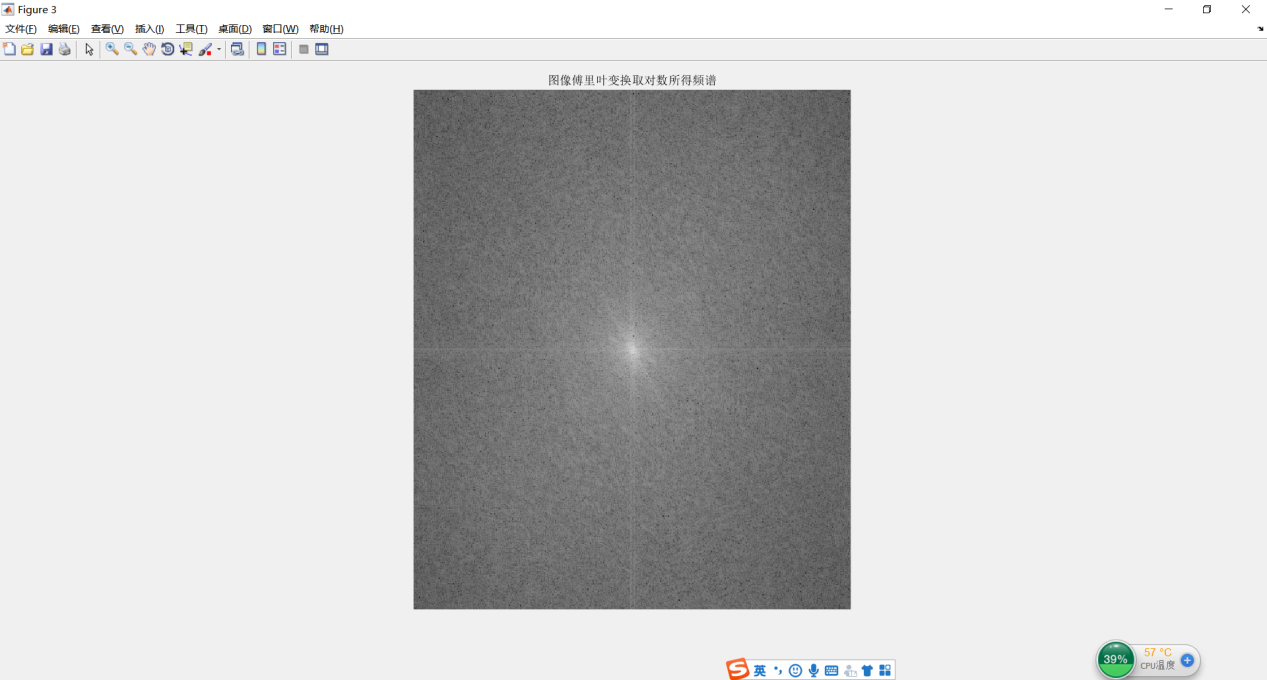 Figure 3
文件(F) 编辑(E) 查看(V) 插入(I) 工具(T) 桌面(D) 窗口(W) 帮助(H)
图像傅里叶变换取对数所得频谱
英
39%
57 °C
CPU温度